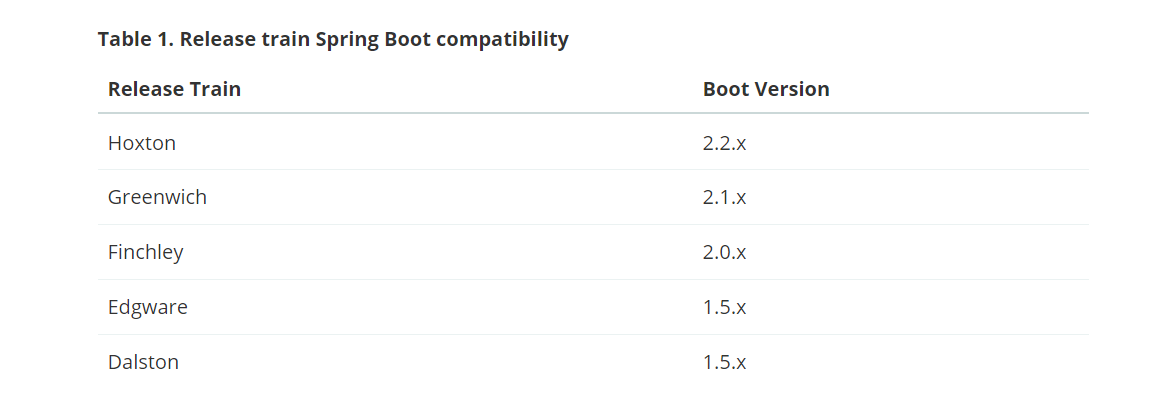 Table 1. Release train Spring Boot compatibility
Release Train Boot Version
Hoxton 2.2.x
Greenwich 2.1.x
Finchley 2.0.x
Edgware 1.5.x
Dalston 1.5.x